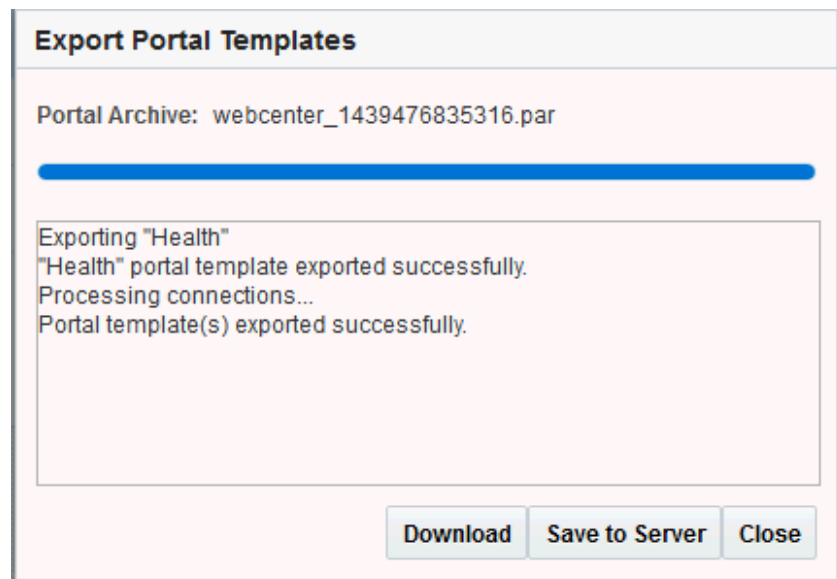 Export Portal Templates
Portal Archive: webcenter_1439476835316.par
Exporting "Health"
"Health" portal template exported successfully.
Processing connections...
Portal template(s) exported successfully.
Download Save to Server Close